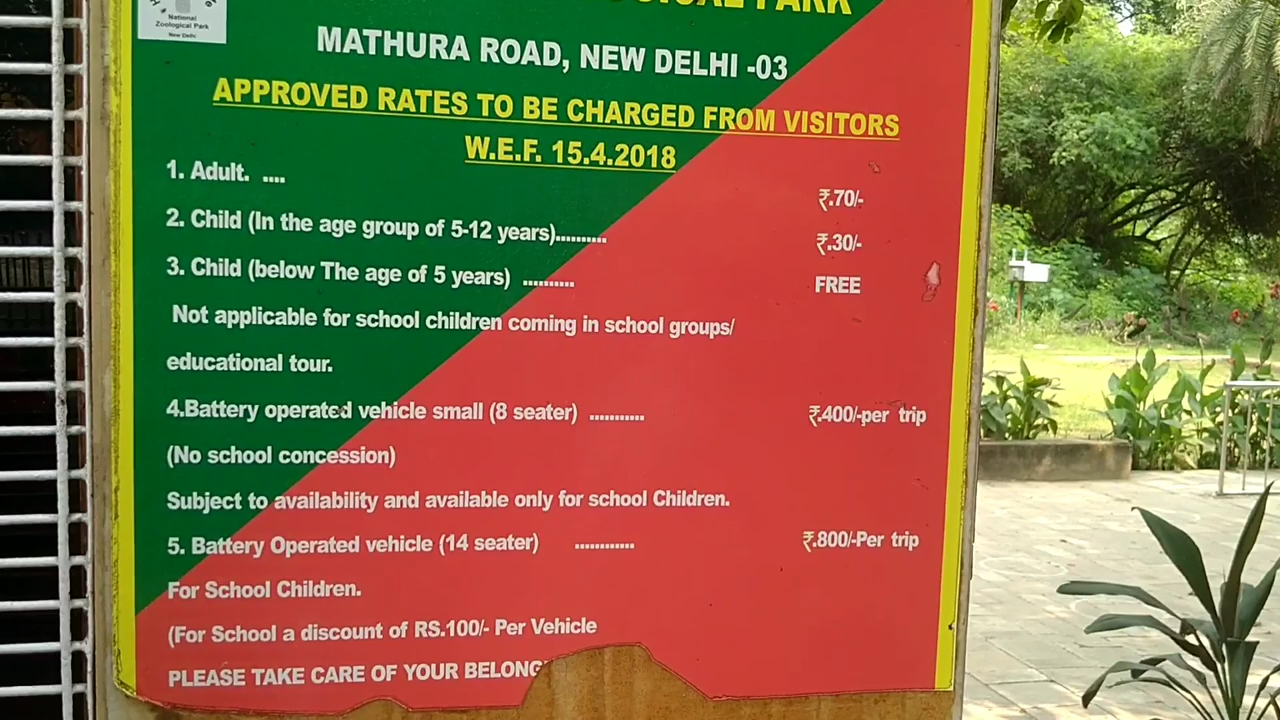 National
Zoological Park
New Delhi
PARK
MATHURA ROAD, NEW DELHI -03
APPROVED RATES TO BE CHARGED FROM VISITORS
W.E.F. 15.4.2018
1. Adult. .... ₹.70/-
2. Child (In the age group of 5-12 years).......... ₹.30/-
3. Child (below The age of 5 years) .......... FREE
Not applicable for school children coming in school groups/
educational tour.
4.Battery operated vehicle small (8 seater) ........... ₹.400/-per trip
(No school concession)
Subject to availability and available only for school Children.
5. Battery Operated vehicle (14 seater) ............ ₹.800/-Per trip
For School Children.
(For School a discount of RS.100/- Per Vehicle
PLEASE TAKE CARE OF YOUR